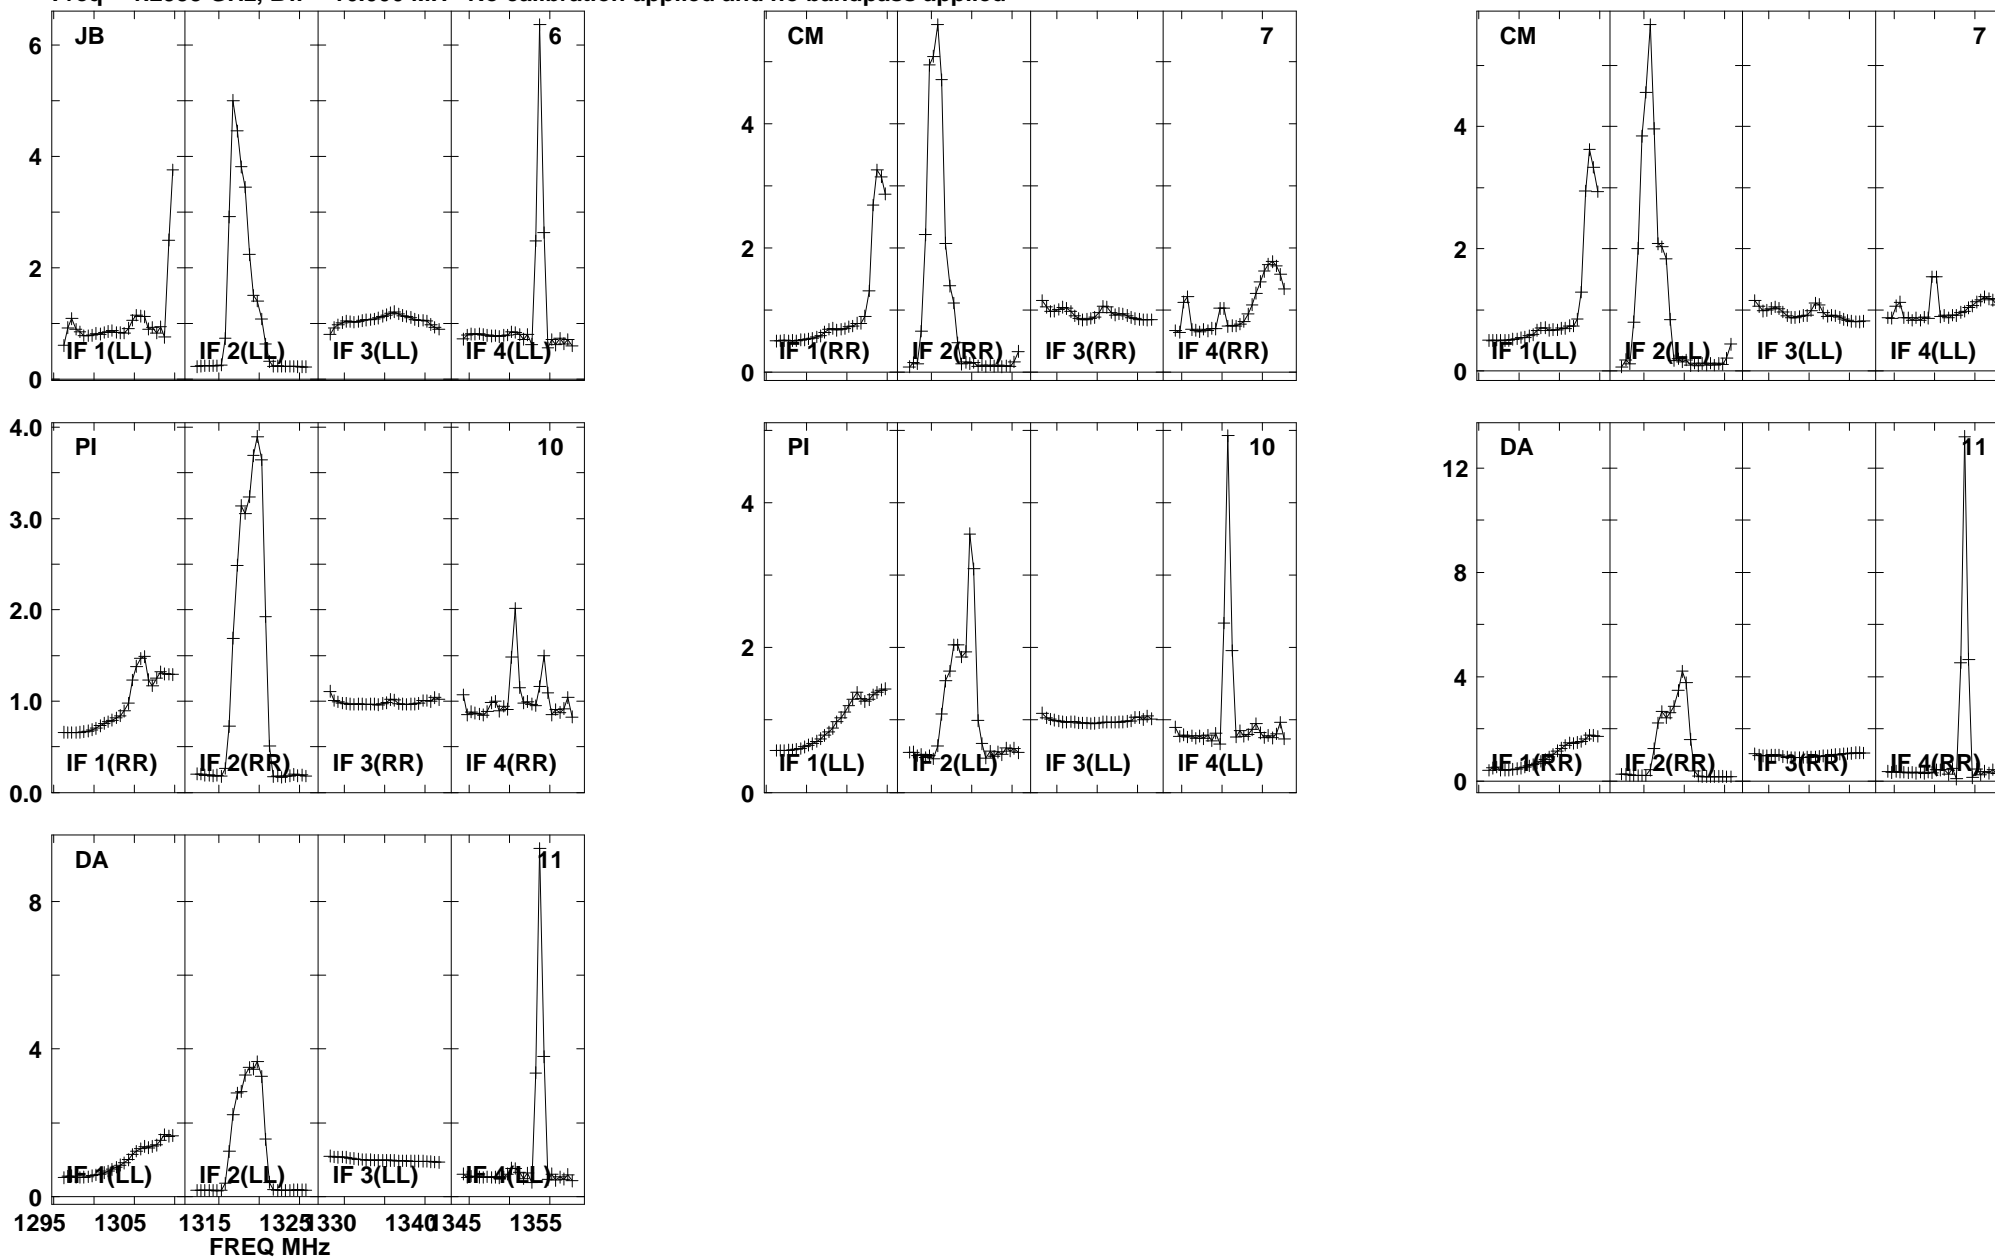 JB 6
6
4
2
0
IF 1(LL) IF 2(LL) IF 3(LL) IF 4(LL)
CM 7
4
2
0
IF 1(RR) IF 2(RR) IF 3(RR) IF 4(RR)
CM 7
4
2
0
IF 1(LL) IF 2(LL) IF 3(LL) IF 4(LL)
PI 10
4.0
3.0
2.0
1.0
0.0
IF 1(RR) IF 2(RR) IF 3(RR) IF 4(RR)
PI 10
4
2
0
IF 1(LL) IF 2(LL) IF 3(LL) IF 4(LL)
DA 11
12
8
4
0
IF 1(RR) IF 2(RR) IF 3(RR) IF 4(RR)
DA 11
8
4
0
IF 1(LL) IF 2(LL) IF 3(LL) IF 4(LL)
1295 1305 1315 1325 1330 1340 1345 1355
FREQ MHz